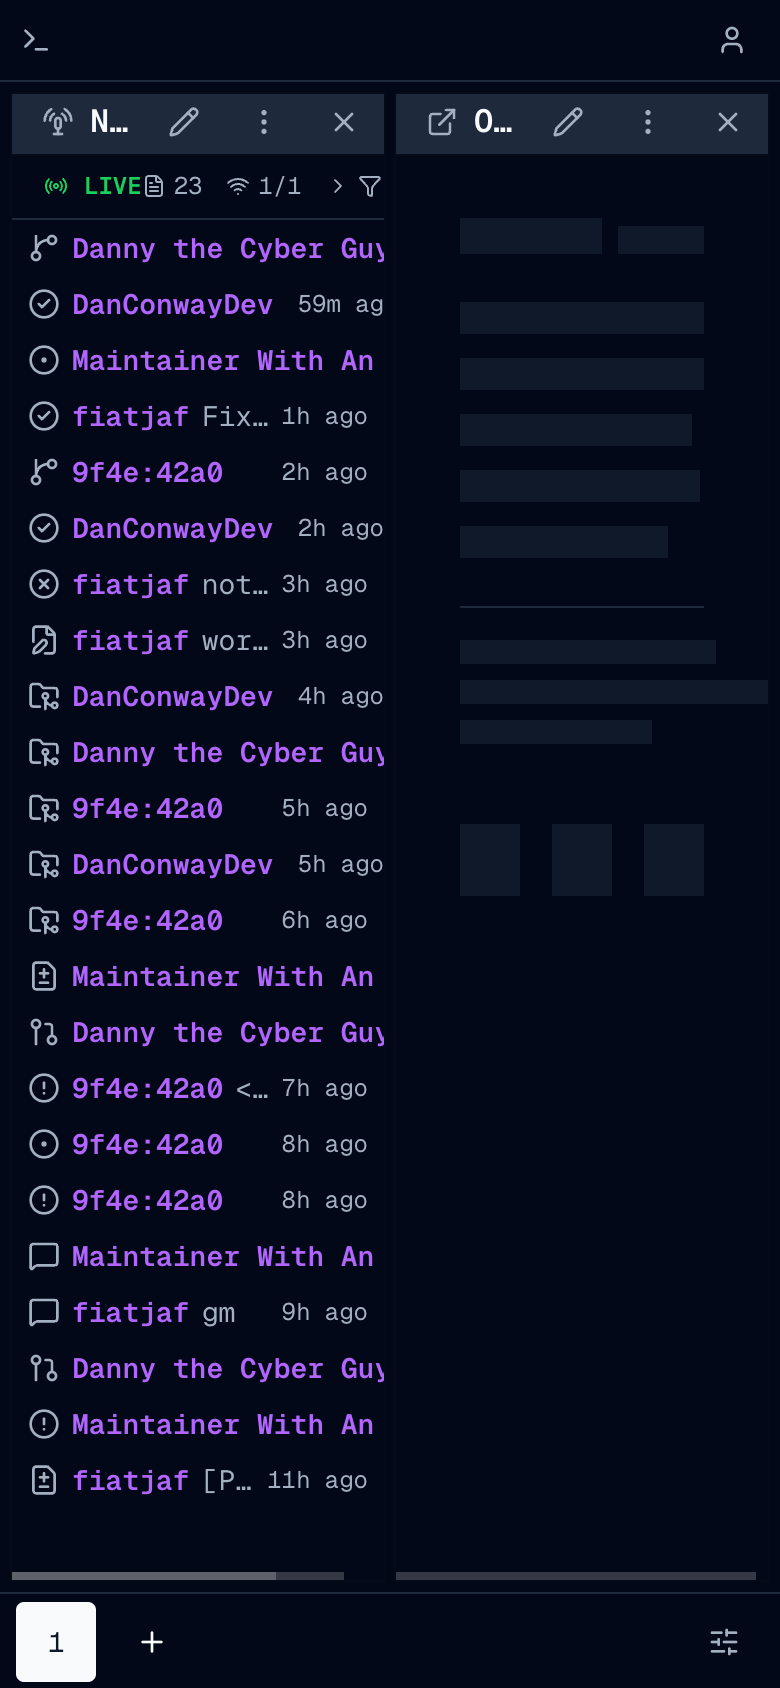 N...
O...
LIVE 23 1/1
Danny the Cyber Guy
DanConwayDev 59m ag
Maintainer With An
fiatjaf Fix... 1h ago
9f4e:42a0 2h ago
DanConwayDev 2h ago
fiatjaf not... 3h ago
fiatjaf wor... 3h ago
DanConwayDev 4h ago
Danny the Cyber Guy
9f4e:42a0 5h ago
DanConwayDev 5h ago
9f4e:42a0 6h ago
Maintainer With An
Danny the Cyber Guy
9f4e:42a0 <... 7h ago
9f4e:42a0 8h ago
9f4e:42a0 8h ago
Maintainer With An
fiatjaf gm 9h ago
Danny the Cyber Guy
Maintainer With An
fiatjaf [P... 11h ago
1